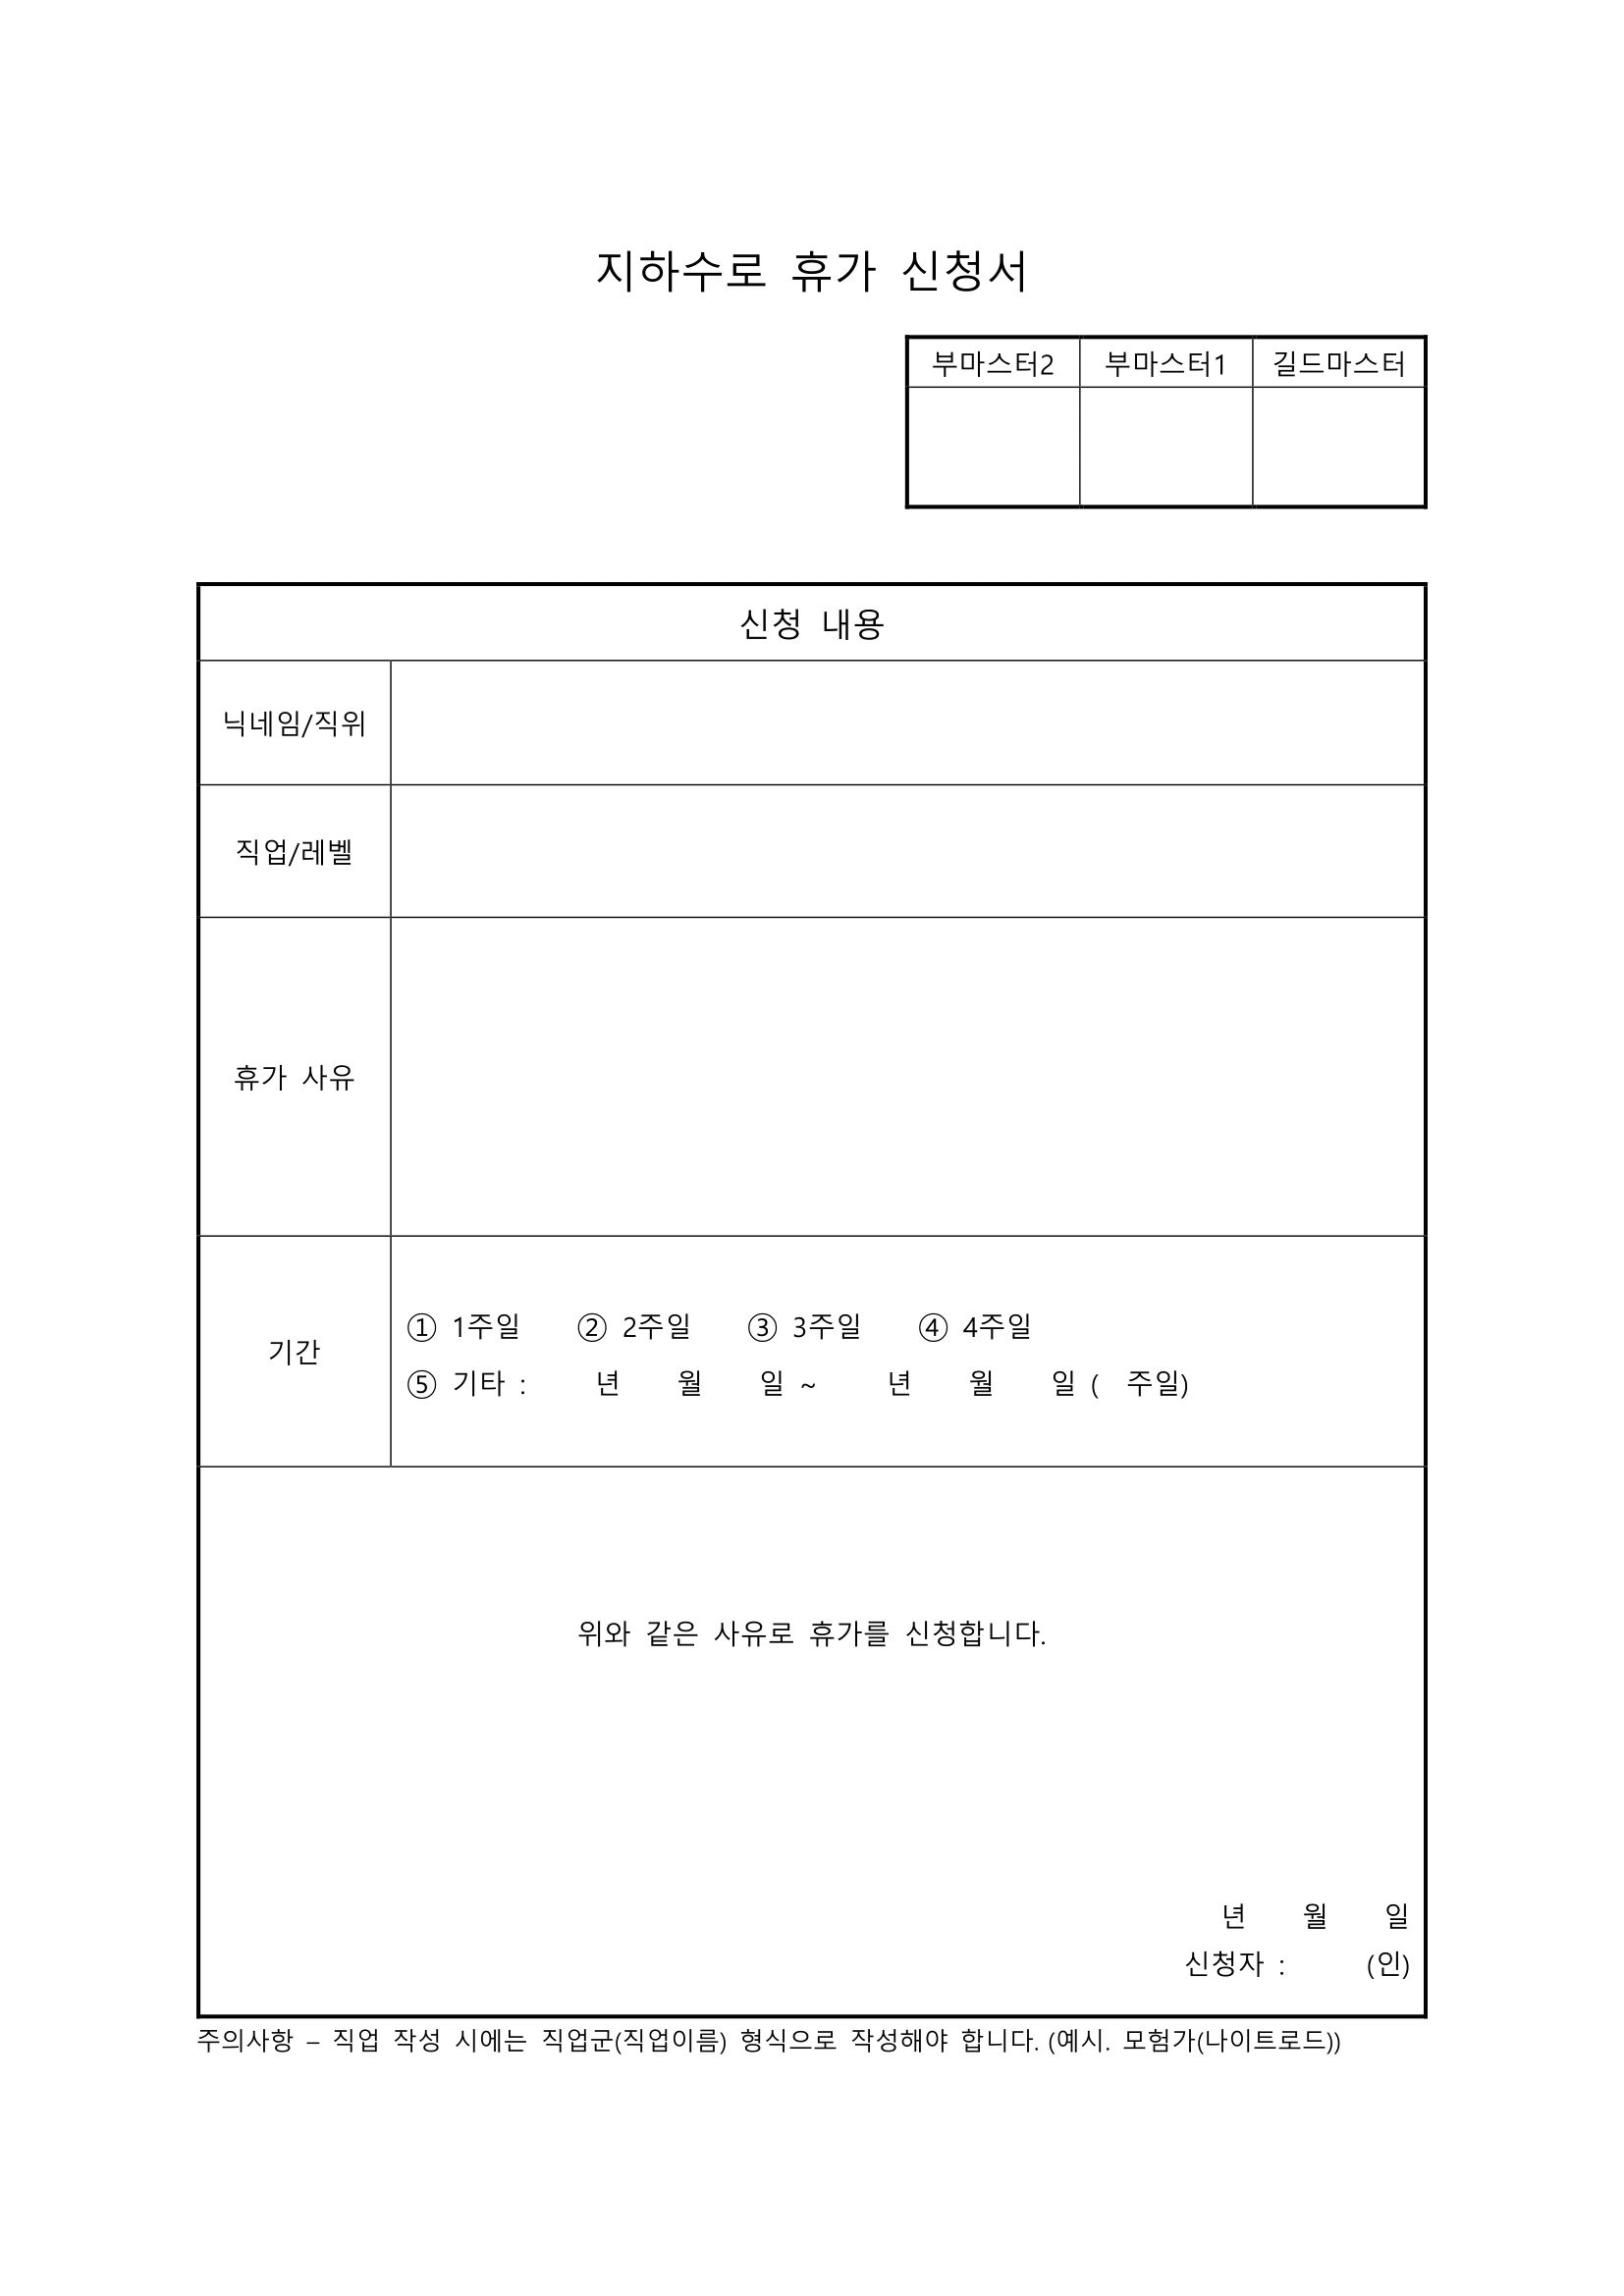 지하수로 휴가 신청서
부마스터2 부마스터1 길드마스터
신청 내용
닉네임/직위
직업/레벨
휴가 사유
기간
① 1주일 ② 2주일 ③ 3주일 ④ 4주일
⑤ 기타 : 년 월 일 ~ 년 월 일 ( 주일)
위와 같은 사유로 휴가를 신청합니다.
년 월 일
신청자 : (인)
주의사항 – 직업 작성 시에는 직업군(직업이름) 형식으로 작성해야 합니다. (예시. 모험가(나이트로드))